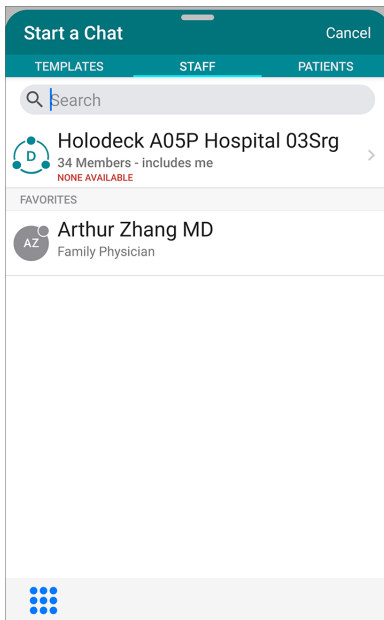 Start a Chat
Cancel
TEMPLATES
STAFF
PATIENTS
Search
D
Holodeck A05P Hospital 03Srg
34 Members - includes me
NONE AVAILABLE
FAVORITES
AZ
Arthur Zhang MD
Family Physician